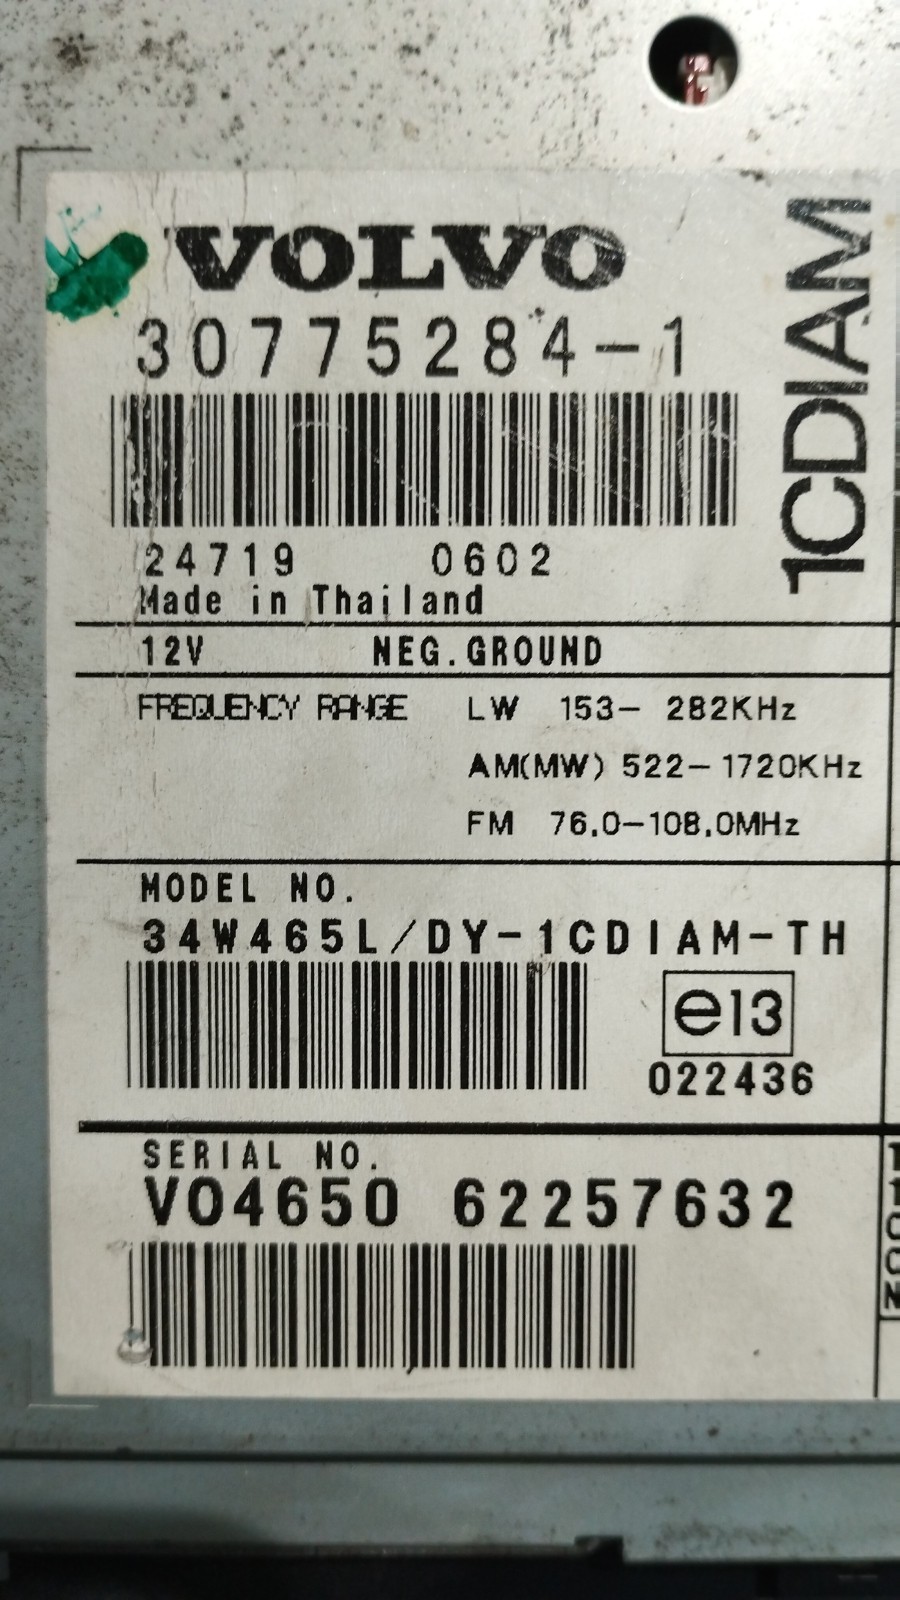 VOLVO
30775284-1
1CDIAM
24719 0602
Made in Thailand
12V NEG.GROUND
FREQUENCY RANGE LW 153- 282KHz
AM(MW) 522-1720KHz
FM 76.0-108.0MHz
MODEL NO.
34W465L/DY-1CDIAM-TH
e13
022436
SERIAL NO.
VO4650 62257632